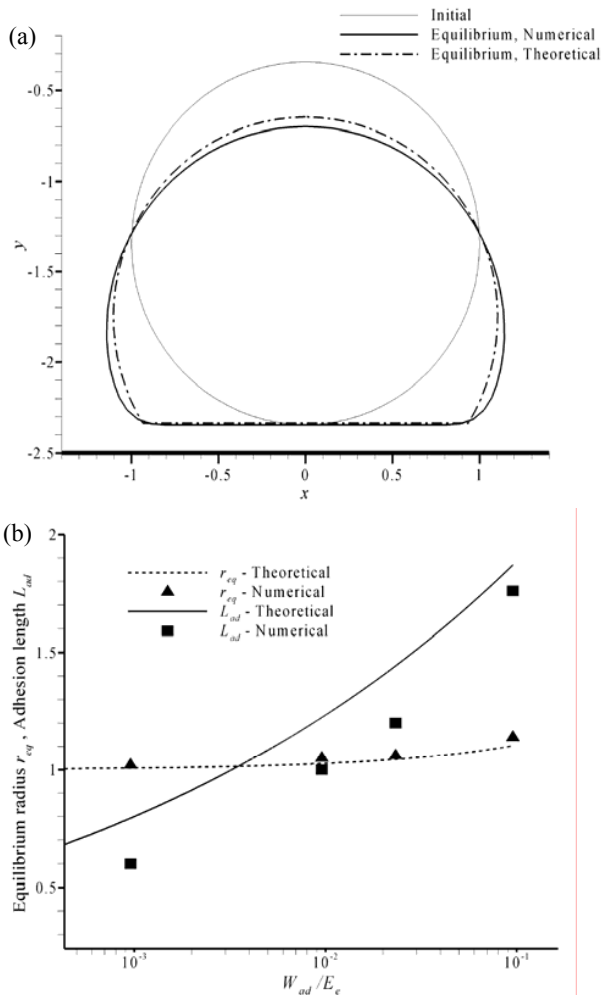 (a)
Initial
Equilibrium, Numerical
Equilibrium, Theoretical
-0.5
-1
-1.5
-2
-2.5
y
-1
-0.5
0
0.5
1
x
(b)
2
1.5
1
0.5
r_eq - Theoretical
r_eq - Numerical
L_ad - Theoretical
L_ad - Numerical
Equilibrium radius r_eq , Adhesion length L_ad
10^-3
10^-2
10^-1
W_ad /E_e